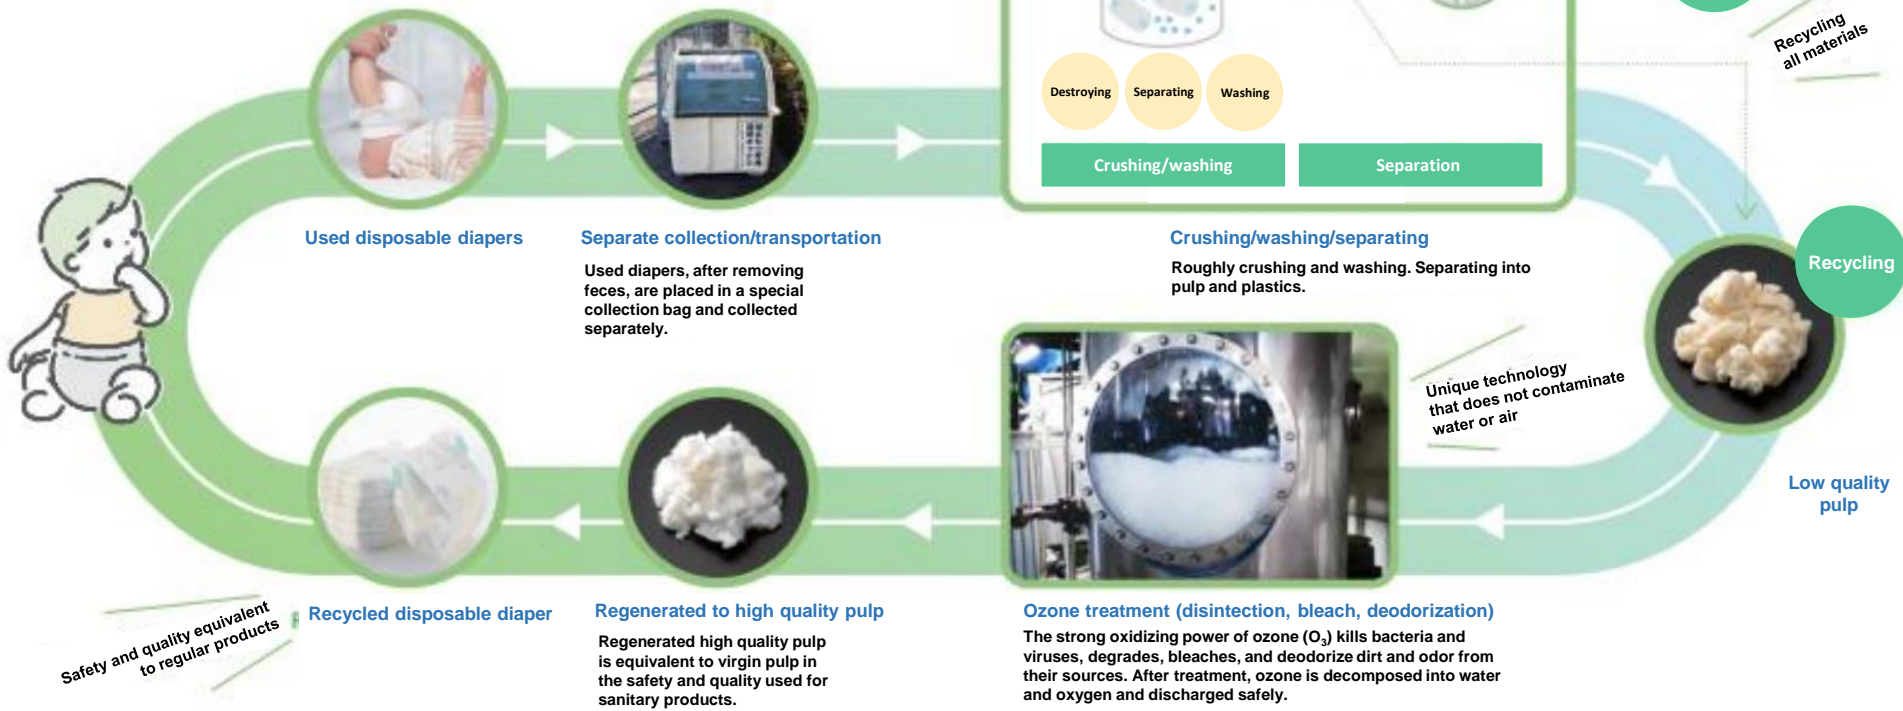 Recycling
all materials
Destroying
Separating
Washing
Crushing/washing
Separation
Used disposable diapers
Separate collection/transportation
Used diapers, after removing
feces, are placed in a special
collection bag and collected
separately.
Crushing/washing/separating
Roughly crushing and washing. Separating into
pulp and plastics.
Recycling
Unique technology
that does not contaminate
water or air
Low quality
pulp
Ozone treatment (disintection, bleach, deodorization)
The strong oxidizing power of ozone (O₃) kills bacteria and
viruses, degrades, bleaches, and deodorize dirt and odor from
their sources. After treatment, ozone is decomposed into water
and oxygen and discharged safely.
Regenerated to high quality pulp
Regenerated high quality pulp
is equivalent to virgin pulp in
the safety and quality used for
sanitary products.
Recycled disposable diaper
Safety and quality equivalent
to regular products